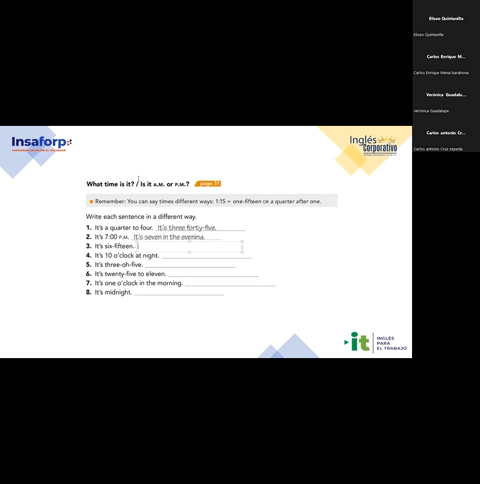 Eliseo Quintanilla
Eliseo Quintanilla
Carlos Enrique M...
Carlos Enrique Mena barahona
Verónica Guadalu...
Verónica Guadalupe
Carlos antonio Cr...
Carlos antonio Cruz zepeda
Insaforp
Inglés
Corporativo
What time is it? / Is it A.M. or P.M.? page 31
Remember: You can say times different ways: 1:15 = one-fifteen OR a quarter after one.
Write each sentence in a different way.
1. It's a quarter to four. It's three forty-five.
2. It's 7:00 P.M. It's seven in the evening.
3. It's six-fifteen.
4. It's 10 o'clock at night.
5. It's three-oh-five.
6. It's twenty-five to eleven.
7. It's one o'clock in the morning.
8. It's midnight.
it INGLÉS
PARA
EL TRABAJO